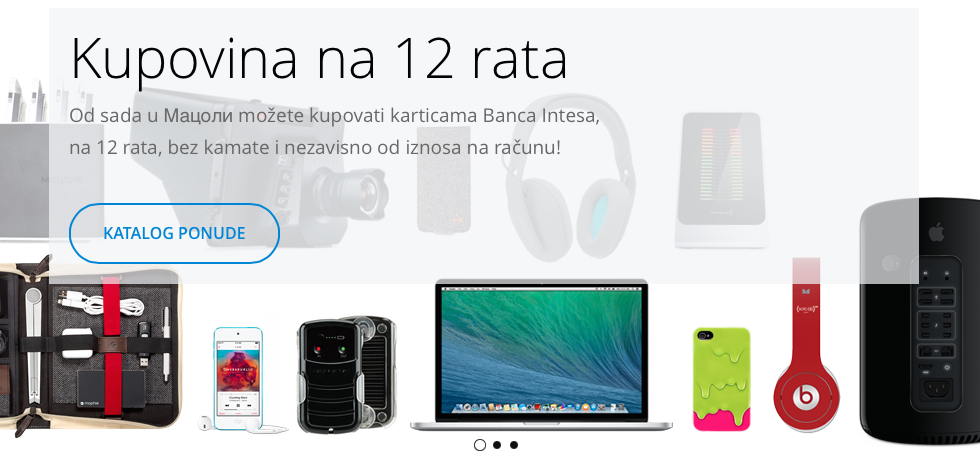 Kupovina na 12 rata
Od sada u Мацоли možete kupovati karticama Banca Intesa,
na 12 rata, bez kamate i nezavisno od iznosa na računu!
KATALOG PONUDE
mophie